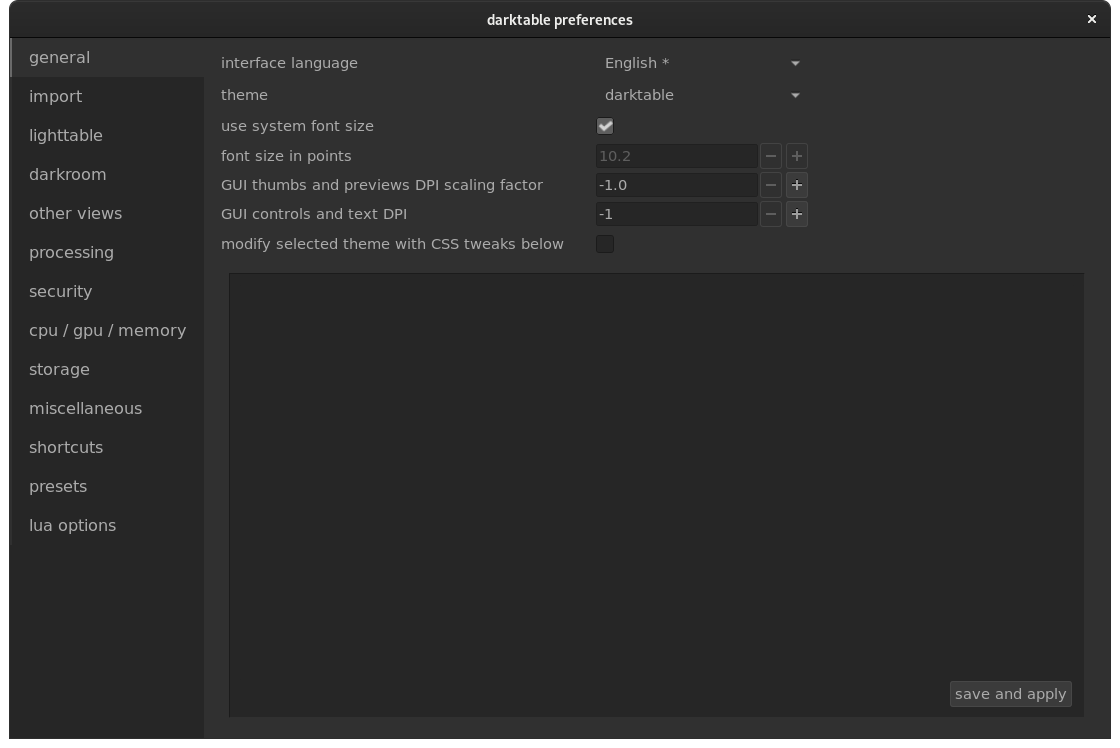 darktable preferences
general
import
lighttable
darkroom
other views
processing
security
cpu / gpu / memory
storage
miscellaneous
shortcuts
presets
lua options
interface language English *
theme darktable
use system font size
font size in points 10.2
GUI thumbs and previews DPI scaling factor -1.0
GUI controls and text DPI -1
modify selected theme with CSS tweaks below
save and apply